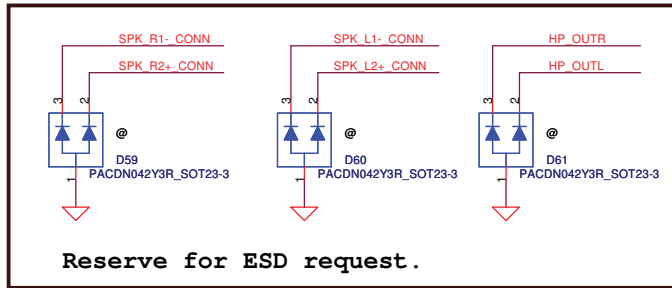 SPK_R1-_CONN
SPK_R2+_CONN
3
2
@
D59
PACDN042Y3R_SOT23-3
1
SPK_L1-_CONN
SPK_L2+_CONN
3
2
@
D60
PACDN042Y3R_SOT23-3
1
HP_OUTR
HP_OUTL
3
2
@
D61
PACDN042Y3R_SOT23-3
1
Reserve for ESD request.